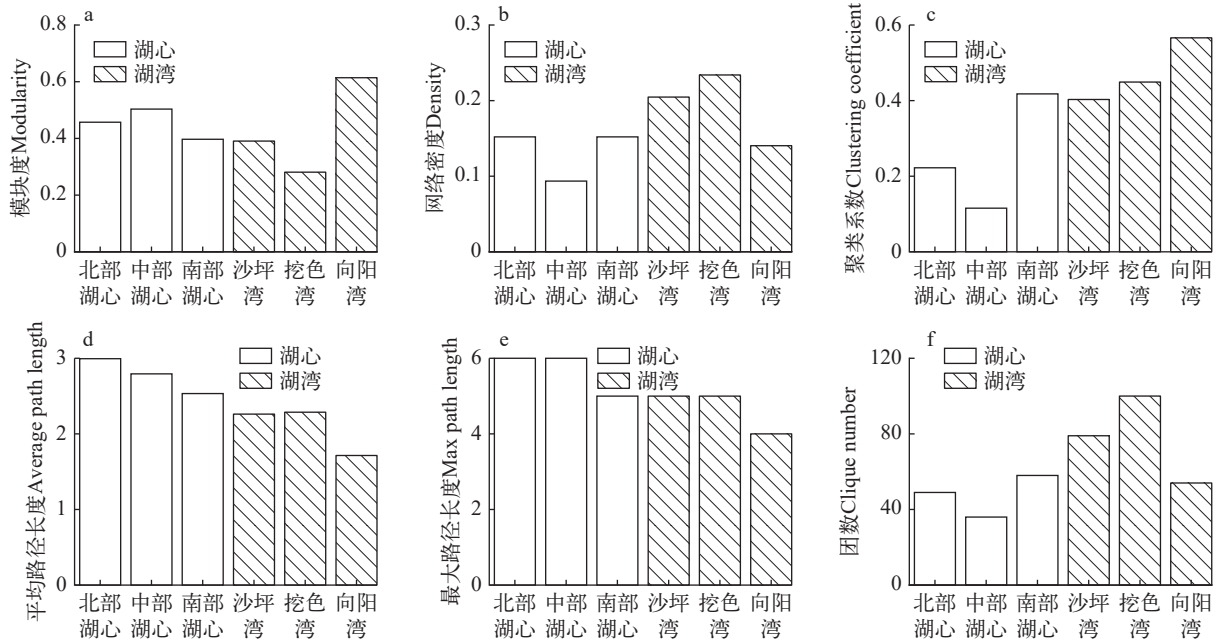 a
模块度Modularity
0.8
0.6
0.4
0.2
0
湖心
湖湾
北部湖心
中部湖心
南部湖心
沙坪湾
挖色湾
向阳湾
b
网络密度Density
0.3
0.2
0.1
0
湖心
湖湾
北部湖心
中部湖心
南部湖心
沙坪湾
挖色湾
向阳湾
c
聚类系数Clustering coefficient
0.6
0.4
0.2
0
湖心
湖湾
北部湖心
中部湖心
南部湖心
沙坪湾
挖色湾
向阳湾
d
平均路径长度Average path length
3
2
1
0
湖心
湖湾
北部湖心
中部湖心
南部湖心
沙坪湾
挖色湾
向阳湾
e
最大路径长度Max path length
6
4
2
0
湖心
湖湾
北部湖心
中部湖心
南部湖心
沙坪湾
挖色湾
向阳湾
f
团数Clique number
120
80
40
0
湖心
湖湾
北部湖心
中部湖心
南部湖心
沙坪湾
挖色湾
向阳湾